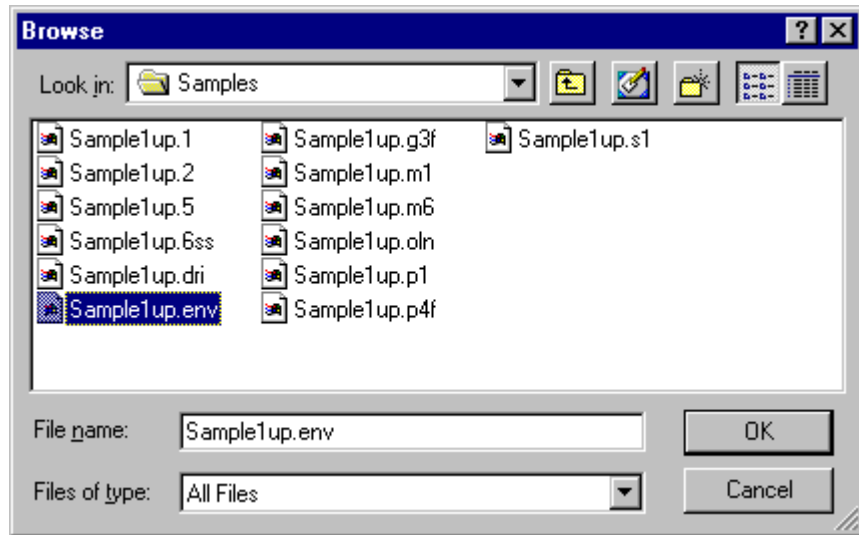 Browse
Look in: Samples
Sample1up.1
Sample1up.2
Sample1up.5
Sample1up.6ss
Sample1up.dri
Sample1up.env
Sample1up.g3f
Sample1up.m1
Sample1up.m6
Sample1up.oln
Sample1up.p1
Sample1up.p4f
Sample1up.s1
File name: Sample1up.env
OK
Files of type: All Files
Cancel